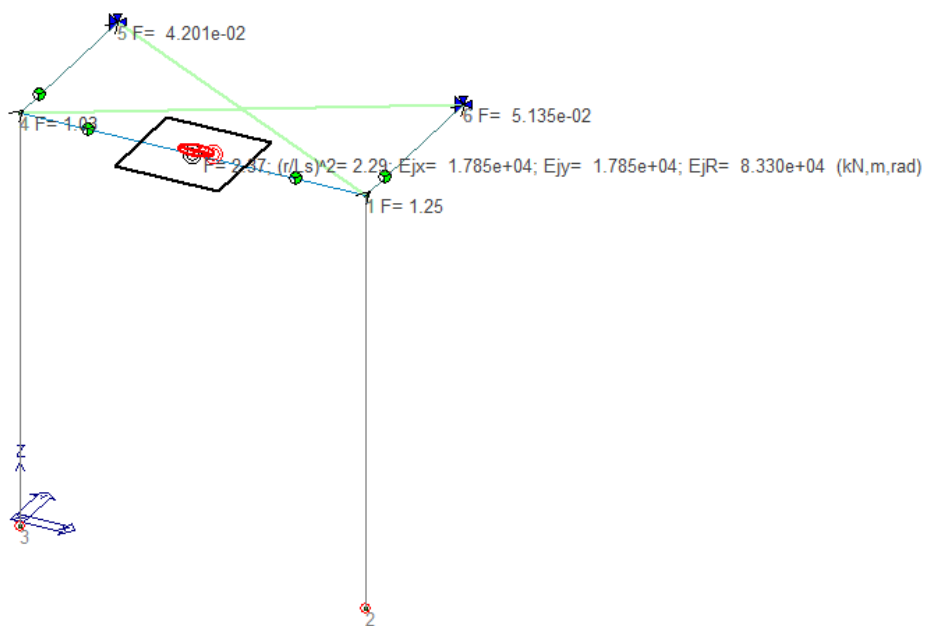 5 F= 4.201e-02
6 F= 5.135e-02
4 F= 1.03
F= 2.37; (r/Ls)^2= 2.29; Ejx= 1.785e+04; Ejy= 1.785e+04; EjR= 8.330e+04 (kN,m,rad)
1 F= 1.25
Z
3
2